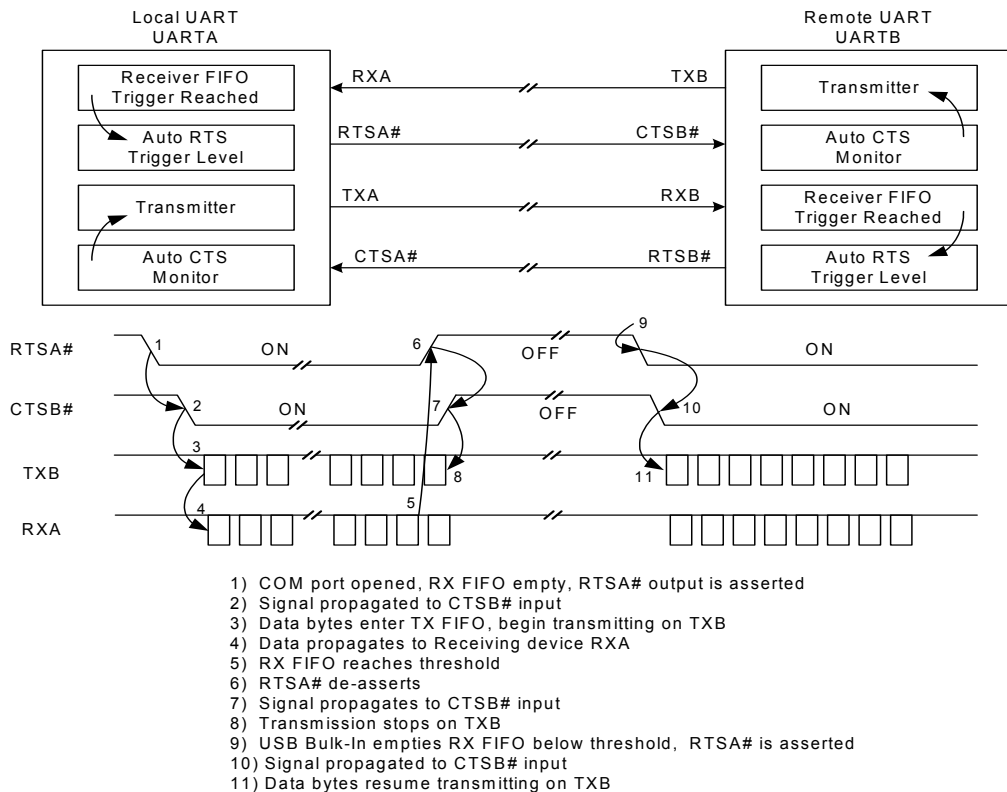 Local UART
UARTA
Remote UART
UARTB
Receiver FIFO
Trigger Reached
Auto RTS
Trigger Level
Transmitter
Auto CTS
Monitor
RXA
TXB
RTSA#
CTSB#
TXA
RXB
CTSA#
RTSB#
Transmitter
Auto CTS
Monitor
Receiver FIFO
Trigger Reached
Auto RTS
Trigger Level
RTSA#
1
ON
6
OFF
9
ON
CTSB#
2
ON
7
OFF
10
ON
TXB
3
8
11
RXA
4
5
1) COM port opened, RX FIFO empty, RTSA# output is asserted
2) Signal propagated to CTSB# input
3) Data bytes enter TX FIFO, begin transmitting on TXB
4) Data propagates to Receiving device RXA
5) RX FIFO reaches threshold
6) RTSA# de-asserts
7) Signal propagates to CTSB# input
8) Transmission stops on TXB
9) USB Bulk-In empties RX FIFO below threshold, RTSA# is asserted
10) Signal propagated to CTSB# input
11) Data bytes resume transmitting on TXB